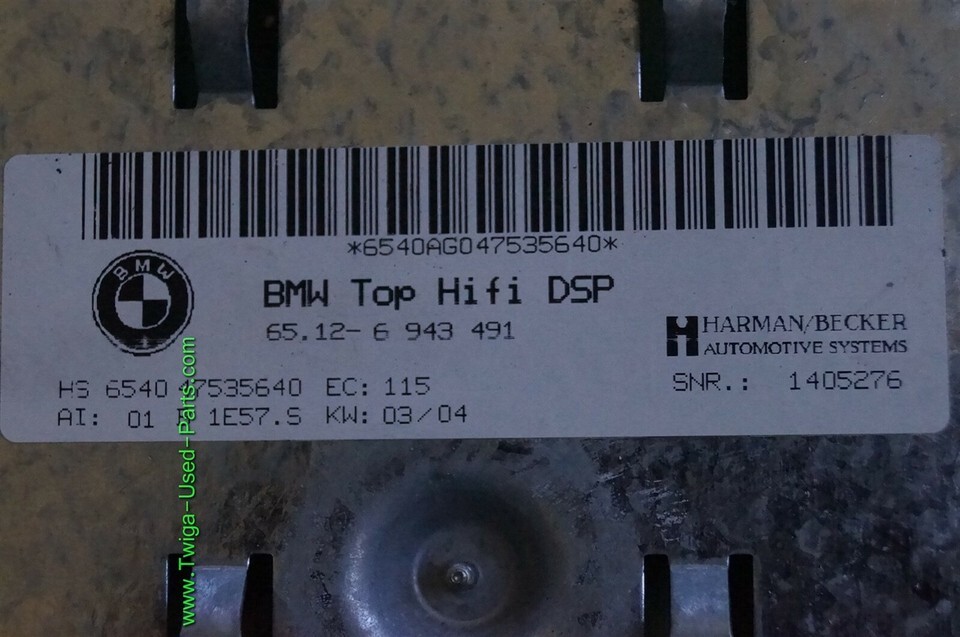 *6540AG047535640*
BMW
BMW Top Hifi DSP
65.12- 6 943 491
HARMAN/BECKER
AUTOMOTIVE SYSTEMS
HS 6540 47535640 EC: 115
SNR.: 1405276
AI: 01 1E57.S KW: 03/04
www.Twiga-Used-Parts.com